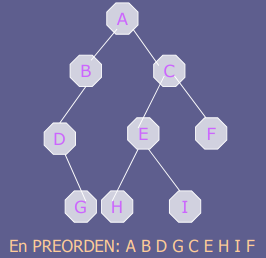 A
B C
D E F
G H I
En PREORDEN: A B D G C E H I F